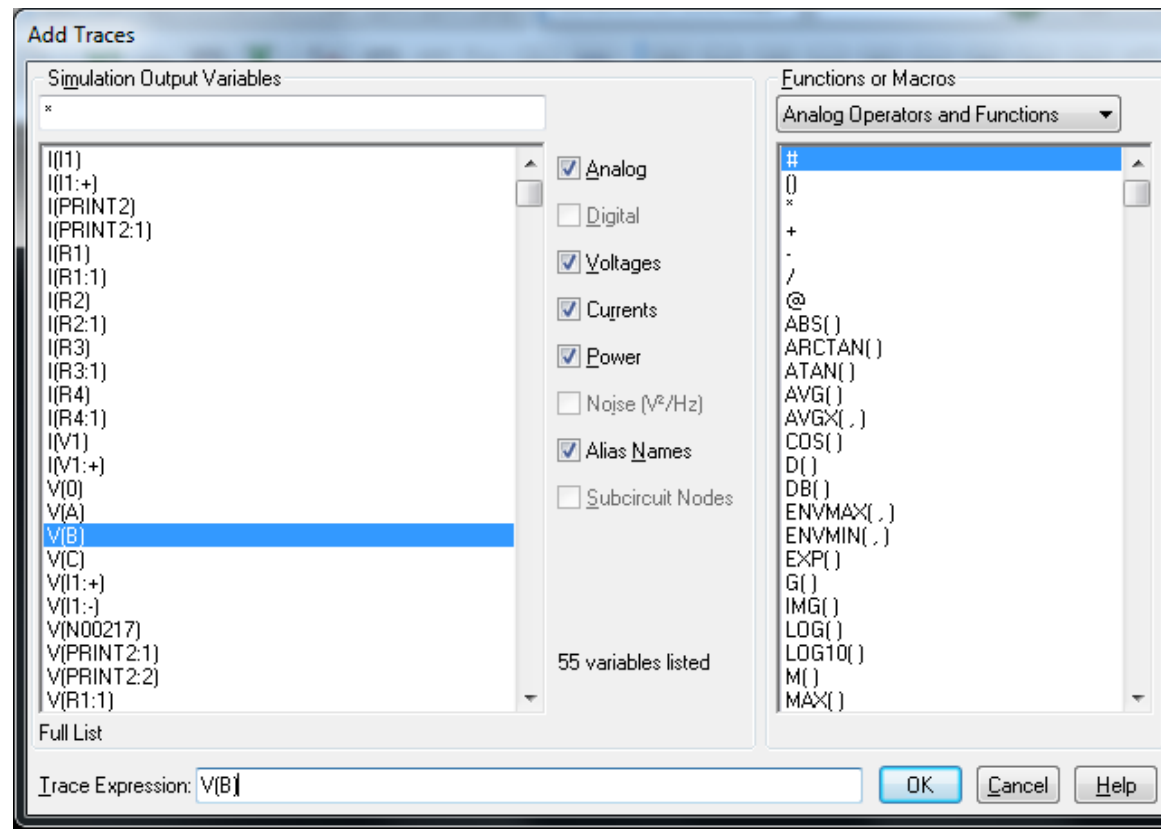 Add Traces
Simulation Output Variables
*
I(I1)
I(I1:+)
I(PRINT2)
I(PRINT2:1)
I(R1)
I(R1:1)
I(R2)
I(R2:1)
I(R3)
I(R3:1)
I(R4)
I(R4:1)
I(V1)
I(V1:+)
V(0)
V(A)
V(B)
V(C)
V(I1:+)
V(I1:-)
V(N00217)
V(PRINT2:1)
V(PRINT2:2)
V(R1:1)
Full List
Analog
Digital
Voltages
Currents
Power
Noise (V²/Hz)
Alias Names
Subcircuit Nodes
55 variables listed
Functions or Macros
Analog Operators and Functions
#
()
*
+
-
/
@
ABS( )
ARCTAN( )
ATAN( )
AVG( )
AVGX( , )
COS( )
D( )
DB( )
ENVMAX( , )
ENVMIN( , )
EXP( )
G( )
IMG( )
LOG( )
LOG10( )
M( )
MAX( )
Trace Expression: V(B)
OK
Cancel
Help